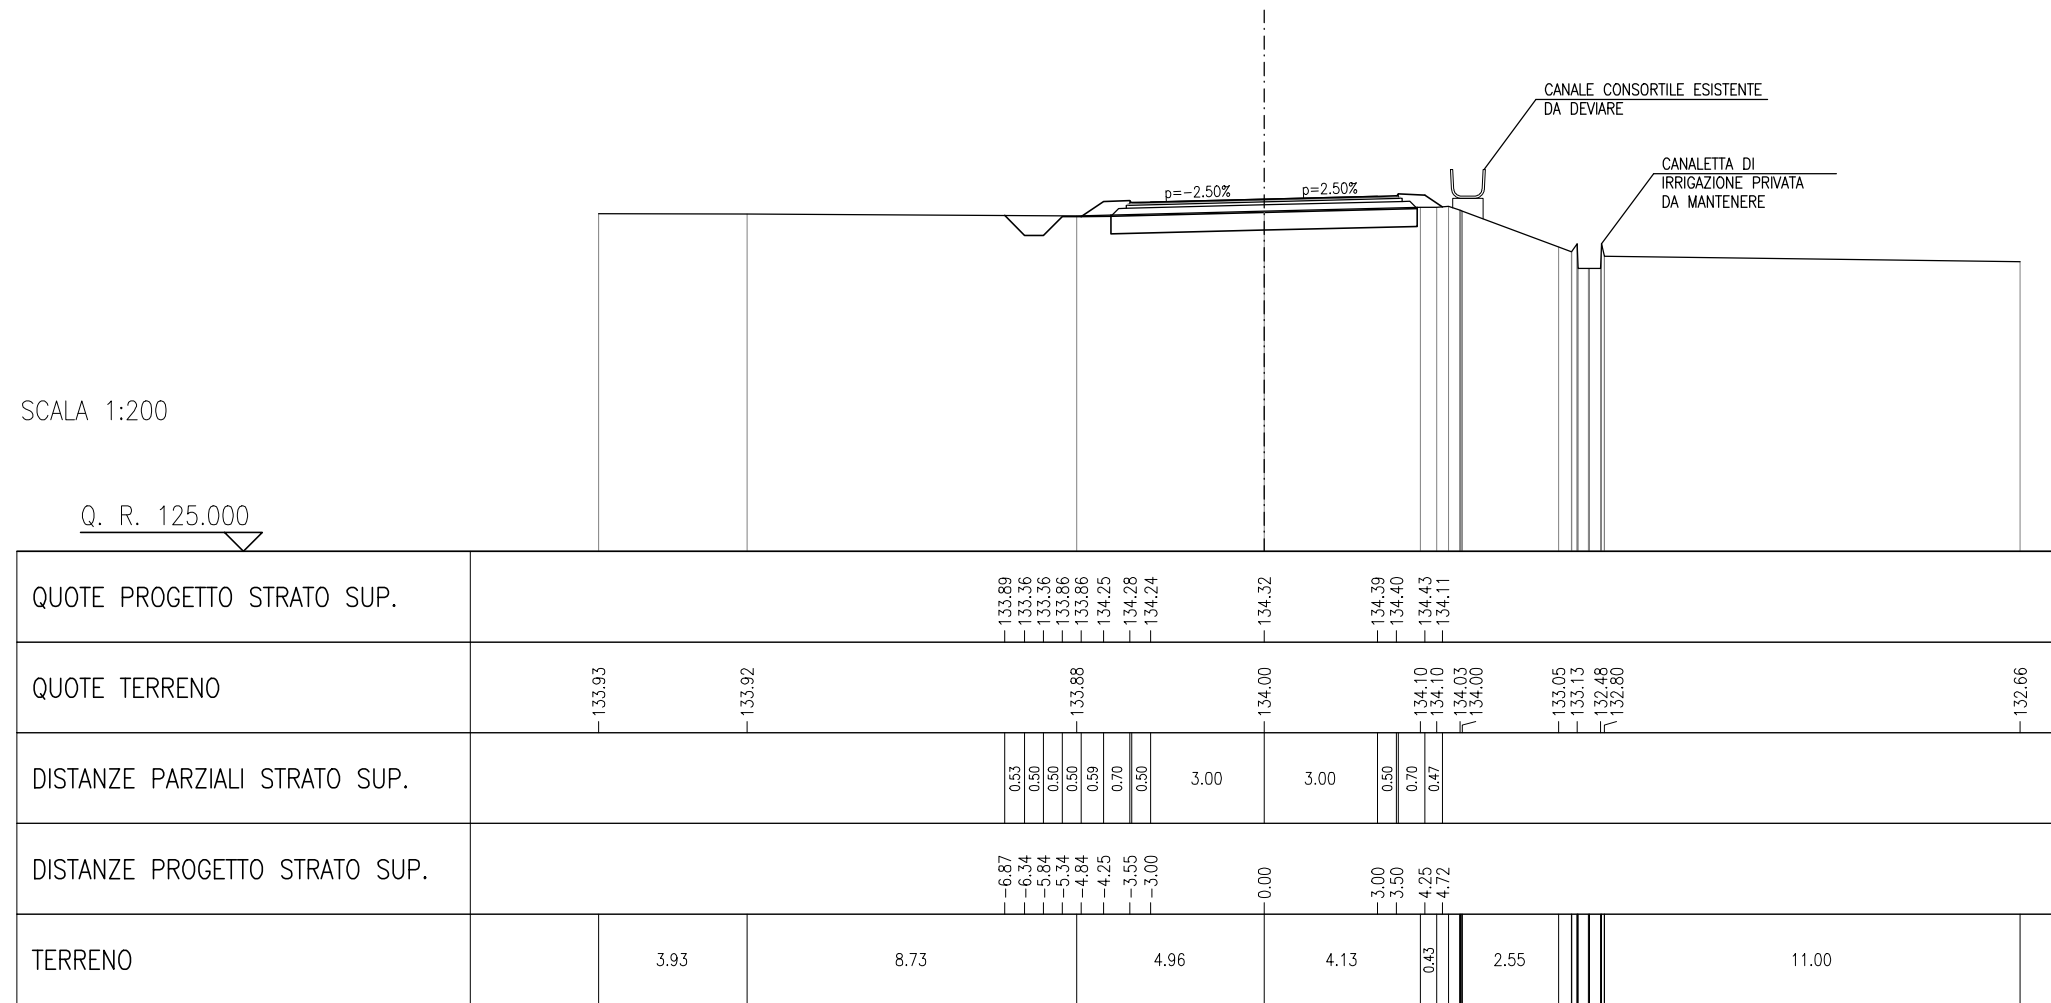 CANALE CONSORTILE ESISTENTE
DA DEVIARE
CANALETTA DI
IRRIGAZIONE PRIVATA
DA MANTENERE
p=-2.50%
p=2.50%
SCALA 1:200
Q. R. 125.000
QUOTE PROGETTO STRATO SUP.
133.89 133.36 133.36 133.86 133.86 134.25 134.28 134.24 134.32 134.39 134.40 134.43 134.11
QUOTE TERRENO
133.93 133.92 133.88 134.00 134.10 134.10 134.03 134.00 133.05 133.13 132.48 132.80 132.66
DISTANZE PARZIALI STRATO SUP.
0.53 0.50 0.50 0.50 0.59 0.70 0.50 3.00 3.00 0.50 0.70 0.47
DISTANZE PROGETTO STRATO SUP.
-6.87 -6.34 -5.84 -5.34 -4.84 -4.25 -3.55 -3.00 0.00 3.00 3.50 4.25 4.72
TERRENO
3.93 8.73 4.96 4.13 0.43 2.55 11.00